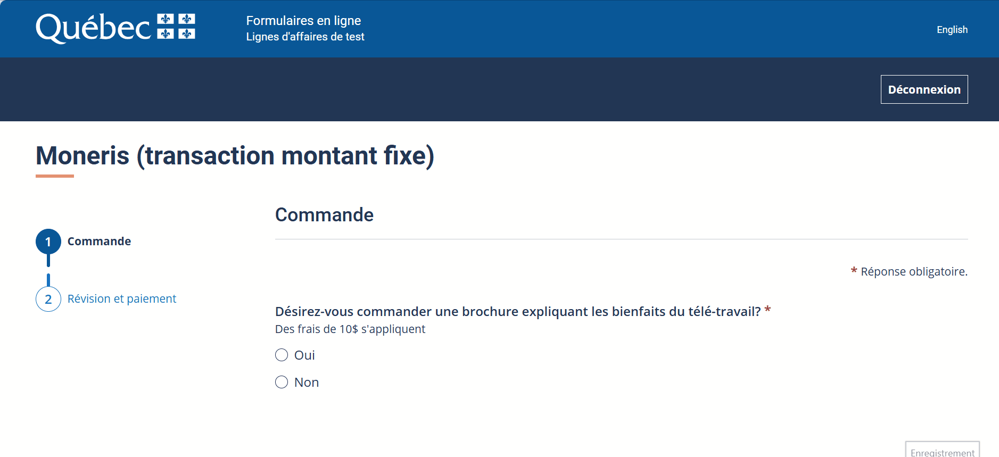 Québec
Formulaires en ligne
Lignes d'affaires de test
English
Déconnexion
Moneris (transaction montant fixe)
1 Commande
2 Révision et paiement
Commande
* Réponse obligatoire.
Désirez-vous commander une brochure expliquant les bienfaits du télé-travail? *
Des frais de 10$ s'appliquent
Oui
Non
Enregistrement